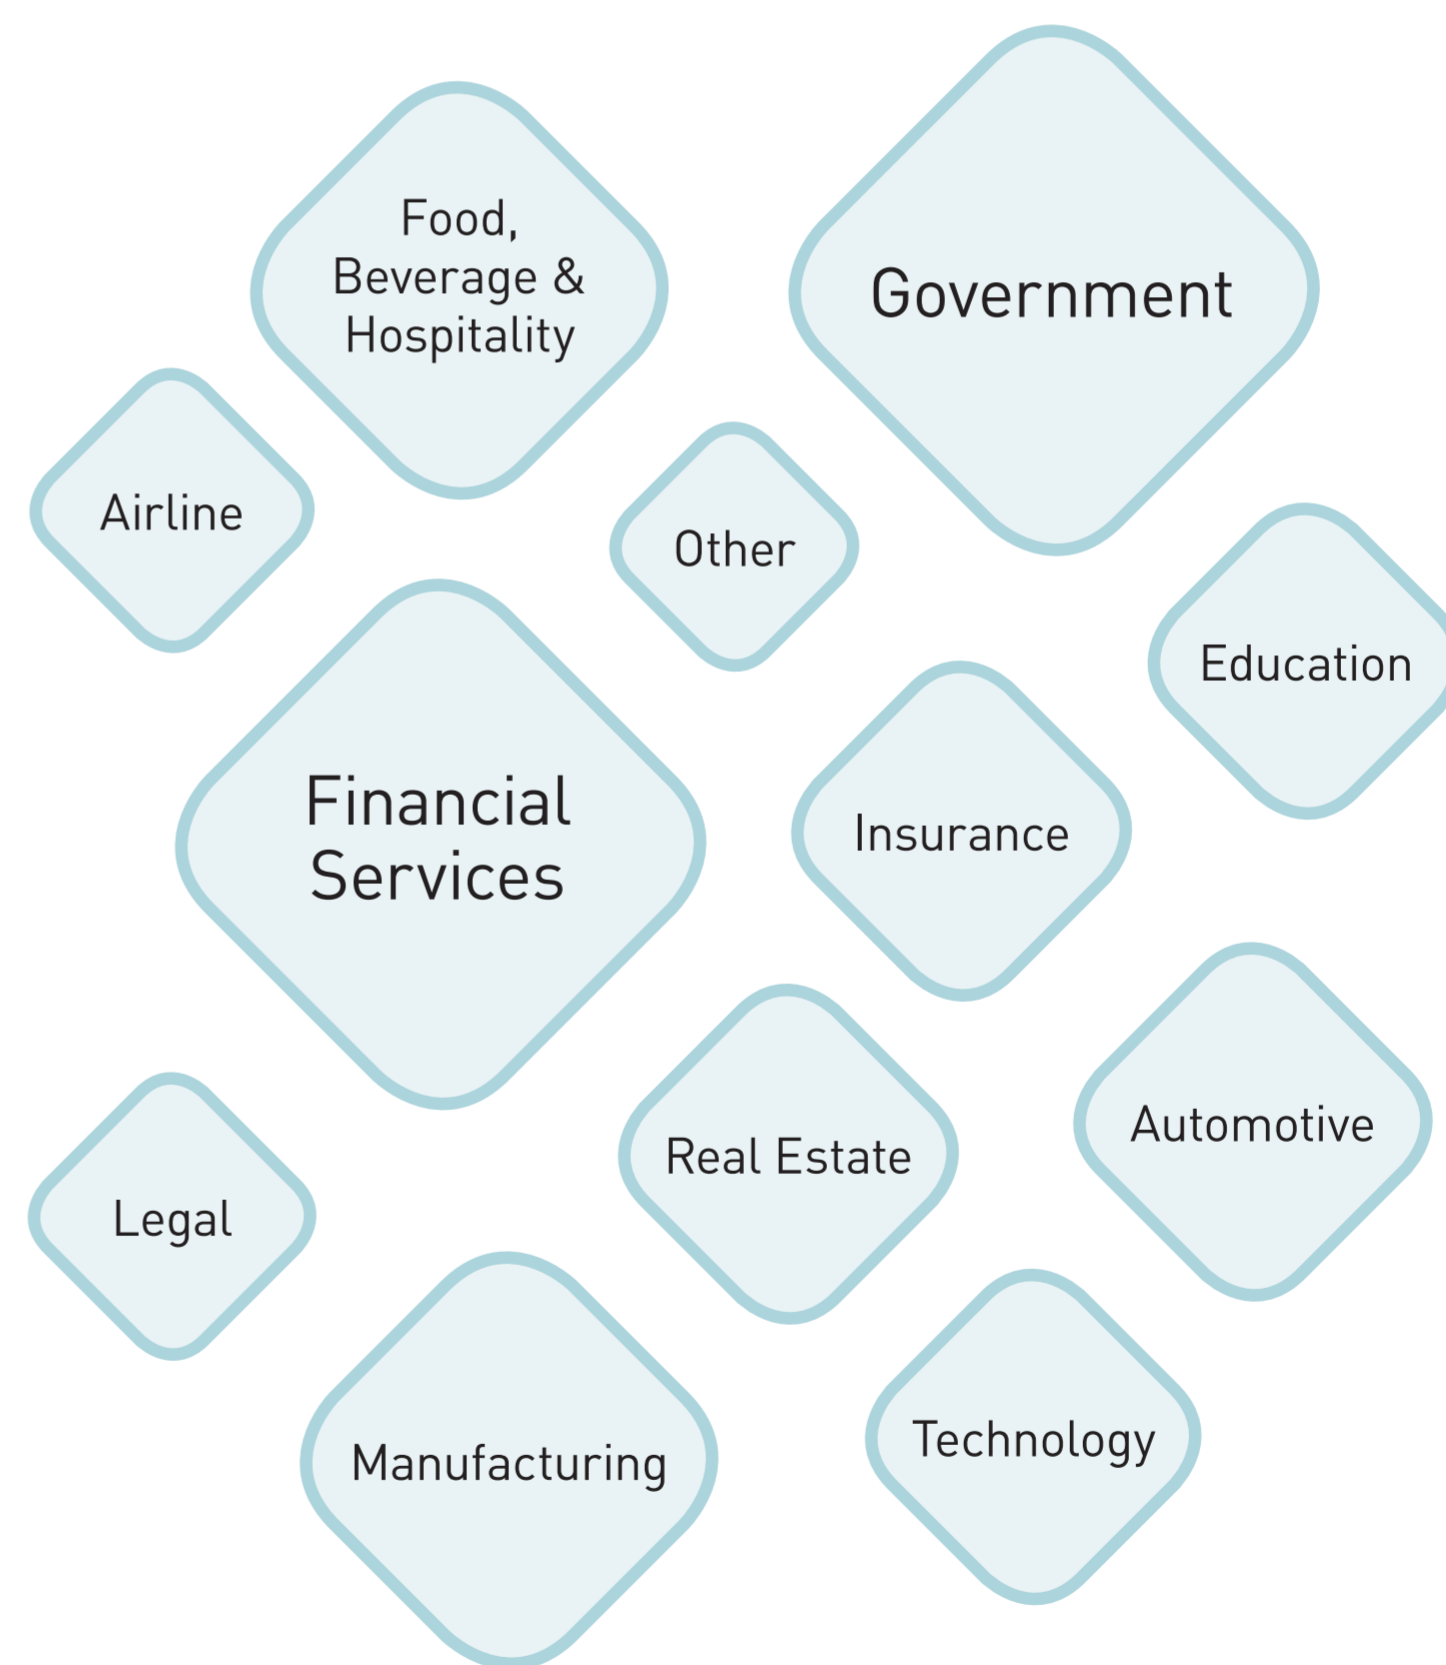 Food,
Beverage &
Hospitality
Government
Airline
Other
Education
Financial
Services
Insurance
Automotive
Real Estate
Legal
Technology
Manufacturing